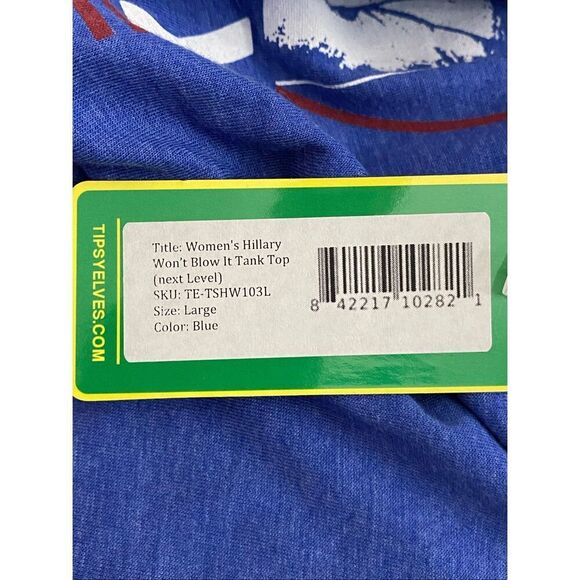 TIPSYELVES.COM
Title: Women's Hillary
Won't Blow It Tank Top
(next Level)
SKU: TE-TSHW103L
Size: Large
Color: Blue
8 42217 10282 1